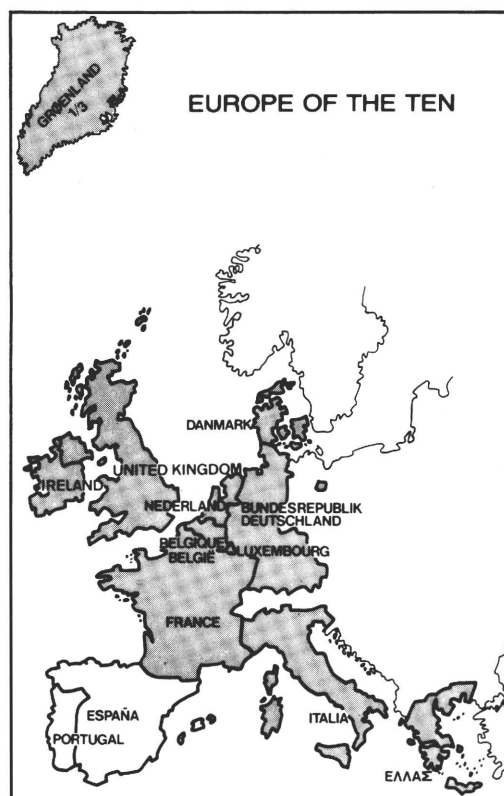 EUROPE OF THE TEN
GRØENLAND
1/3
DANMARK
UNITED KINGDOM
IRELAND
NEDERLAND
BUNDESREPUBLIK
DEUTSCHLAND
BELGIQUE
BELGIË
LUXEMBOURG
FRANCE
ESPAÑA
PORTUGAL
ITALIA
ΕΛΛΑΣ